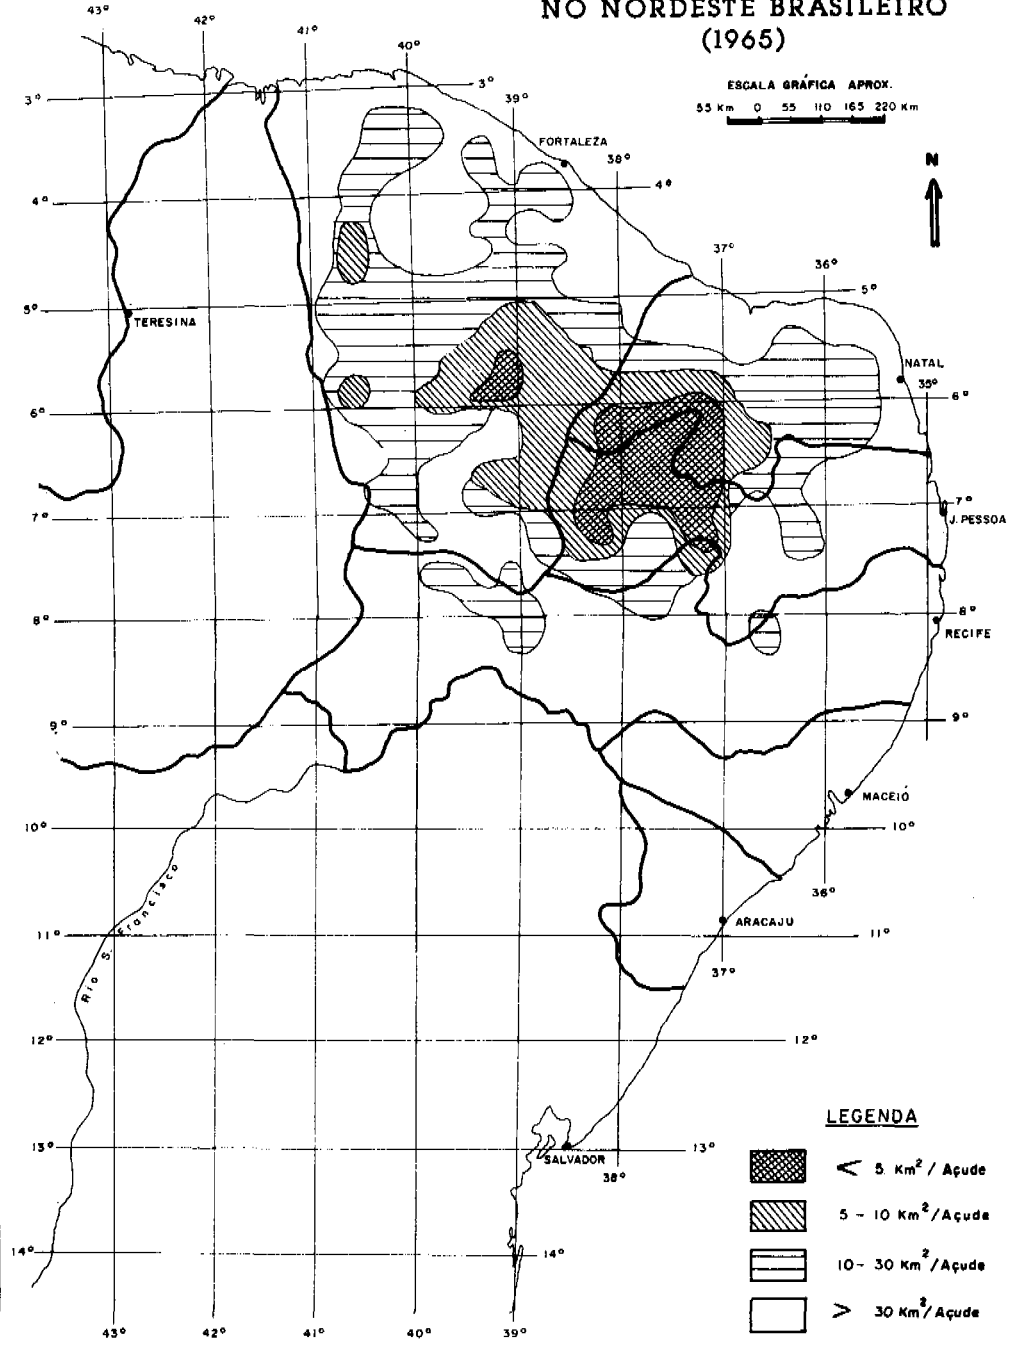 NO NORDESTE BRASILEIRO
(1965)
ESCALA GRÁFICA APROX.
55 Km 0 55 110 165 220 Km
N
43° 42° 41° 40° 39° 38° 37° 36° 35°
3° 3°
FORTALEZA
4° 4°
5° 5°
TERESINA
NATAL
6° 6°
7° 7°
J. PESSOA
8° 8°
RECIFE
9° 9°
MACEIÓ
10° 10°
36°
Rio S. Francisco
ARACAJU
11° 11°
37°
12° 12°
13° 13°
SALVADOR
38°
14° 14°
43° 42° 41° 40° 39°
LEGENDA
< 5 Km²/Açude
5 - 10 Km²/Açude
10 - 30 Km²/Açude
> 30 Km²/Açude